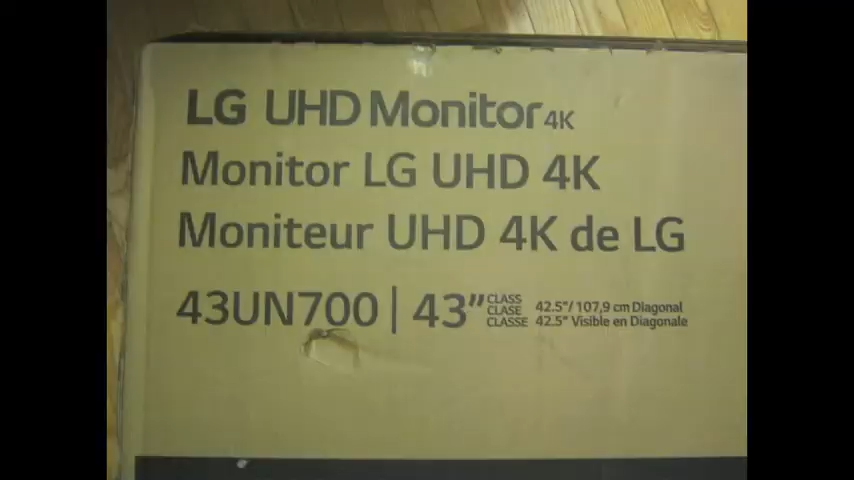 LG UHD Monitor 4K
Monitor LG UHD 4K
Moniteur UHD 4K de LG
43UN700 | 43" CLASS CLASE CLASSE
42.5"/ 107,9 cm Diagonal
42.5" Visible en Diagonale